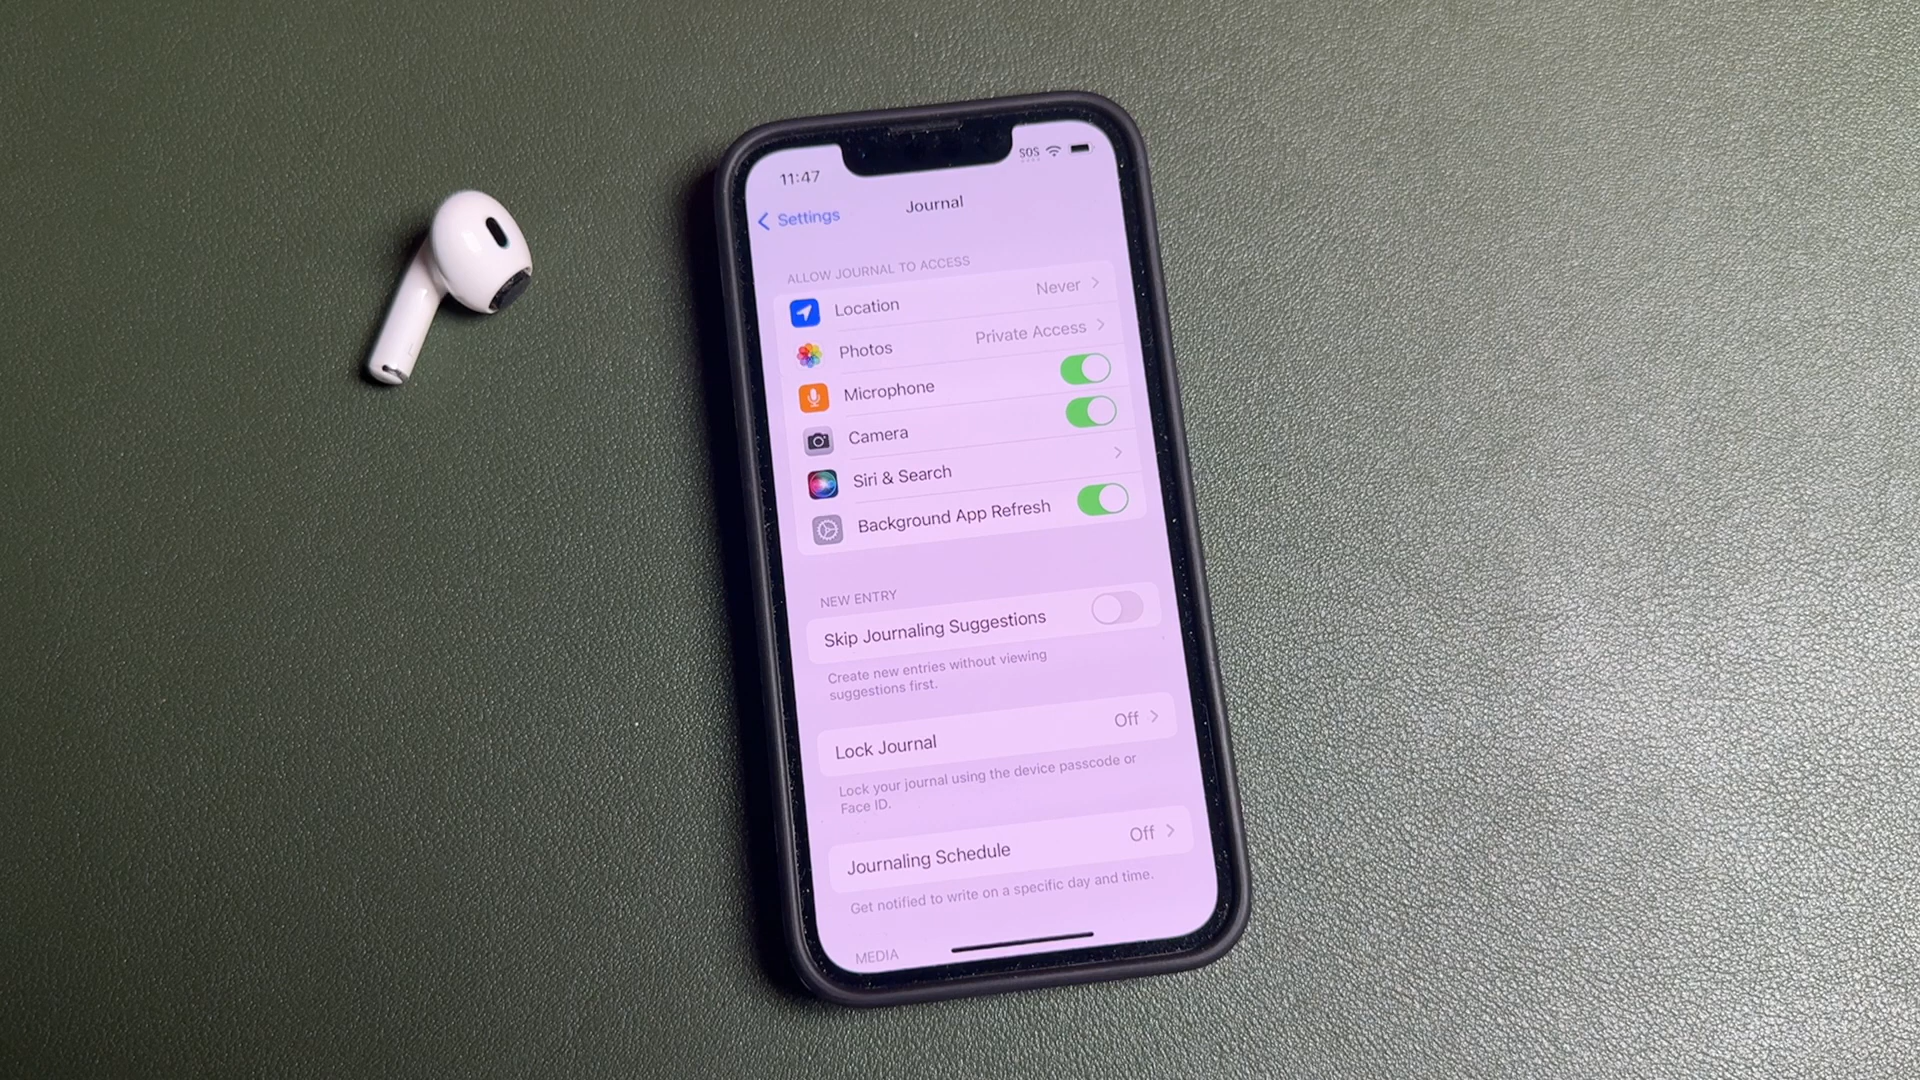 11:47
SOS
Settings
Journal
ALLOW JOURNAL TO ACCESS
Location Never
Photos Private Access
Microphone
Camera
Siri & Search
Background App Refresh
NEW ENTRY
Skip Journaling Suggestions
Create new entries without viewing
suggestions first.
Lock Journal Off
Lock your journal using the device passcode or
Face ID.
Journaling Schedule Off
Get notified to write on a specific day and time.
MEDIA